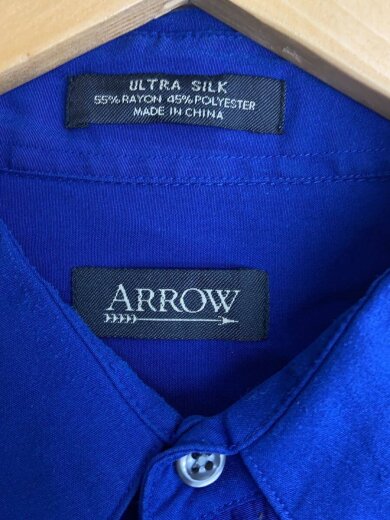 ULTRA SILK
55% RAYON 45% POLYESTER
MADE IN CHINA
ARROW